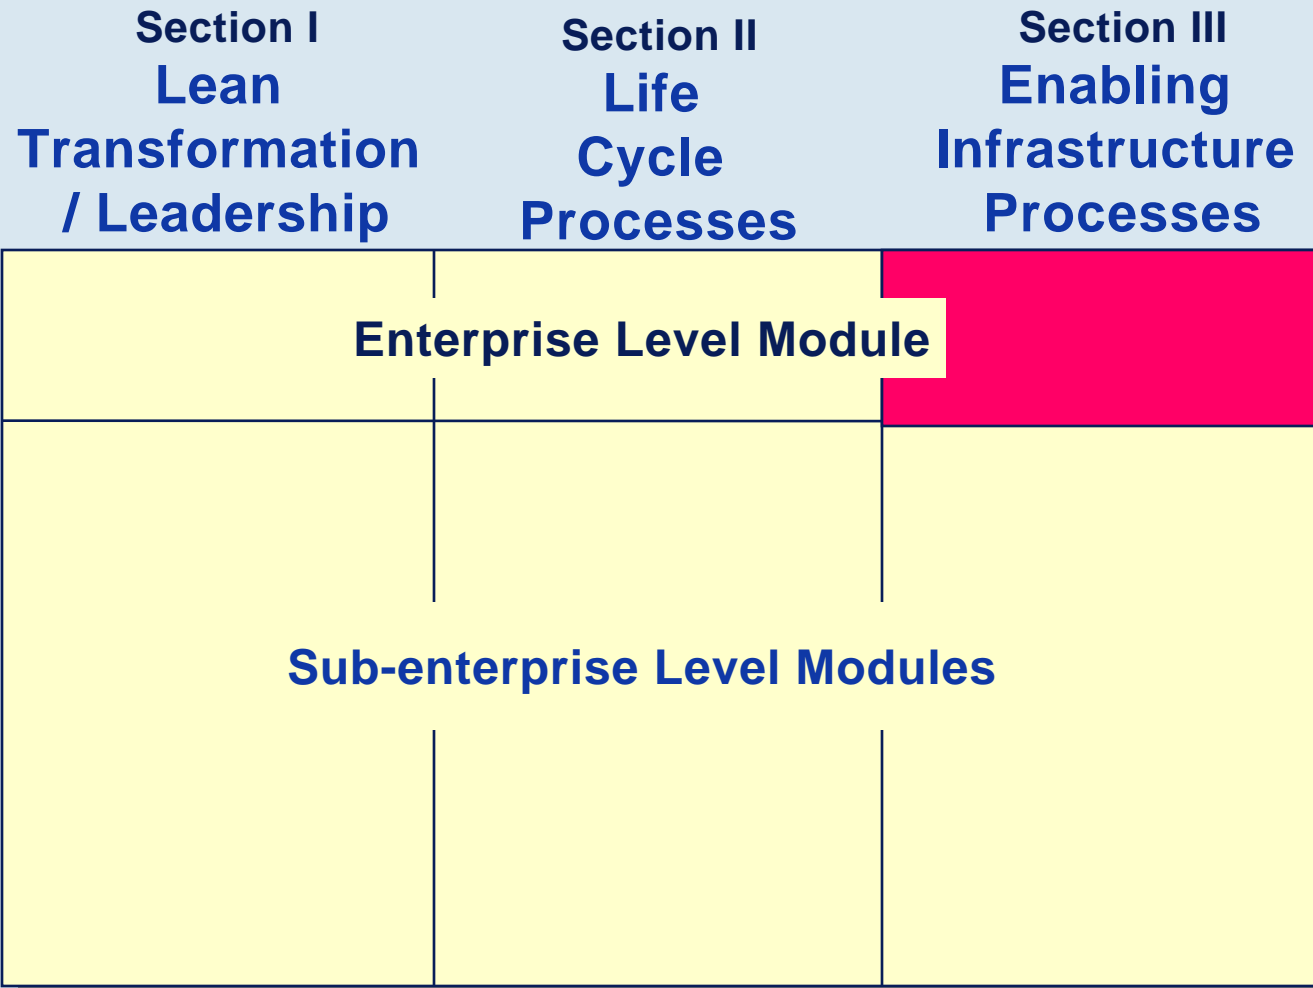 Section I
Lean
Transformation
/ Leadership
Section II
Life
Cycle
Processes
Section III
Enabling
Infrastructure
Processes
Enterprise Level Module
Sub-enterprise Level Modules